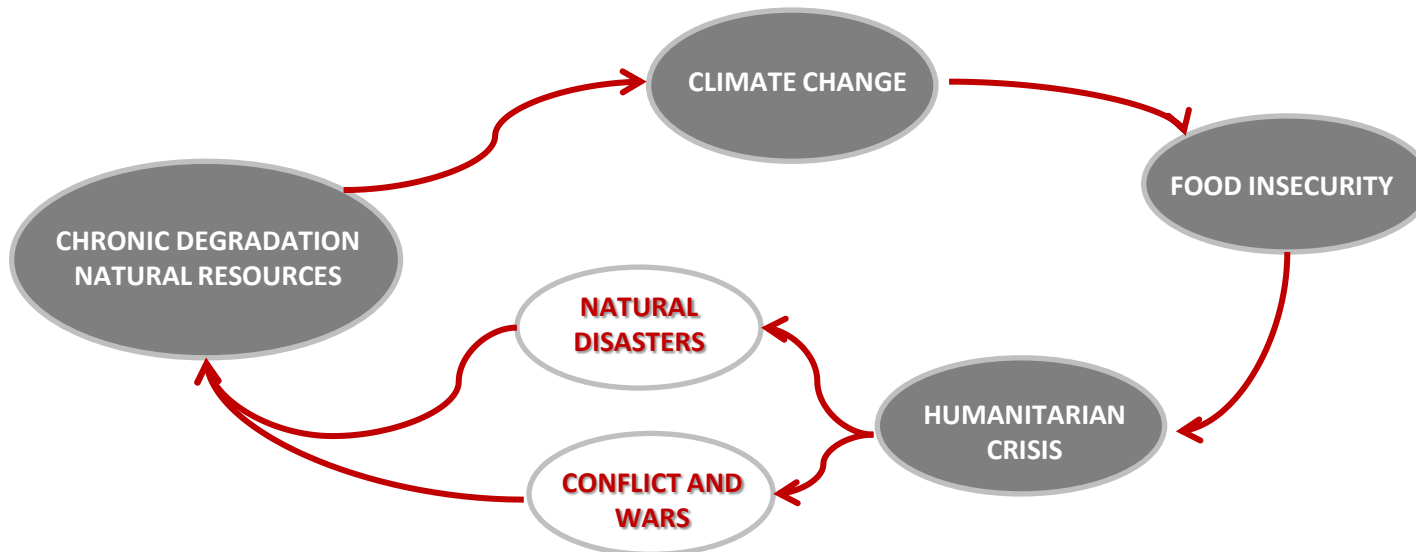 CLIMATE CHANGE
FOOD INSECURITY
CHRONIC DEGRADATION
NATURAL RESOURCES
NATURAL
DISASTERS
HUMANITARIAN
CRISIS
CONFLICT AND
WARS